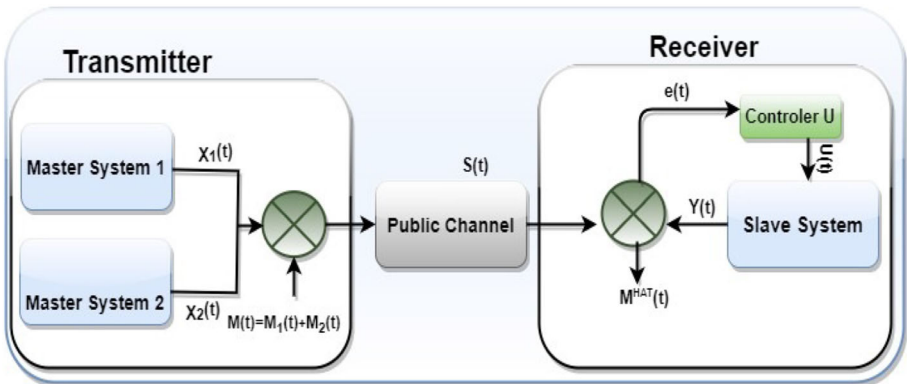 Transmitter
Master System 1
X1(t)
Master System 2
X2(t)
M(t)=M1(t)+M2(t)
S(t)
Public Channel
Receiver
e(t)
Controler U
U(t)
Y(t)
Slave System
MHAT(t)